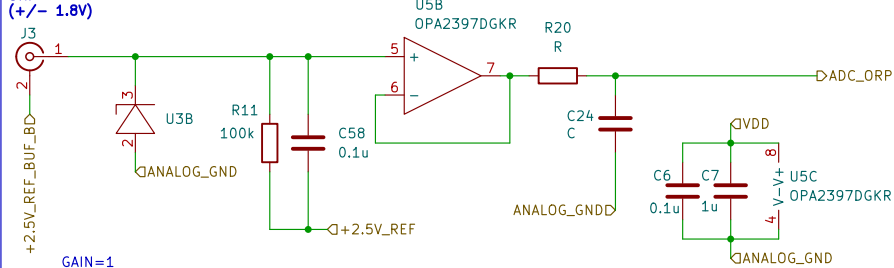 (+/- 1.8V)
U5B
OPA2397DGKR
J3
1
2
+2.5V_REF_BUF_B
3
U3B
2
ANALOG_GND
R11
100k
C58
0.1u
+2.5V_REF
5
+
6
-
7
R20
R
ADC_ORP
C24
C
ANALOG_GND
VDD
C6
0.1u
C7
1u
8
V+
V-
4
U5C
OPA2397DGKR
ANALOG_GND
GAIN=1